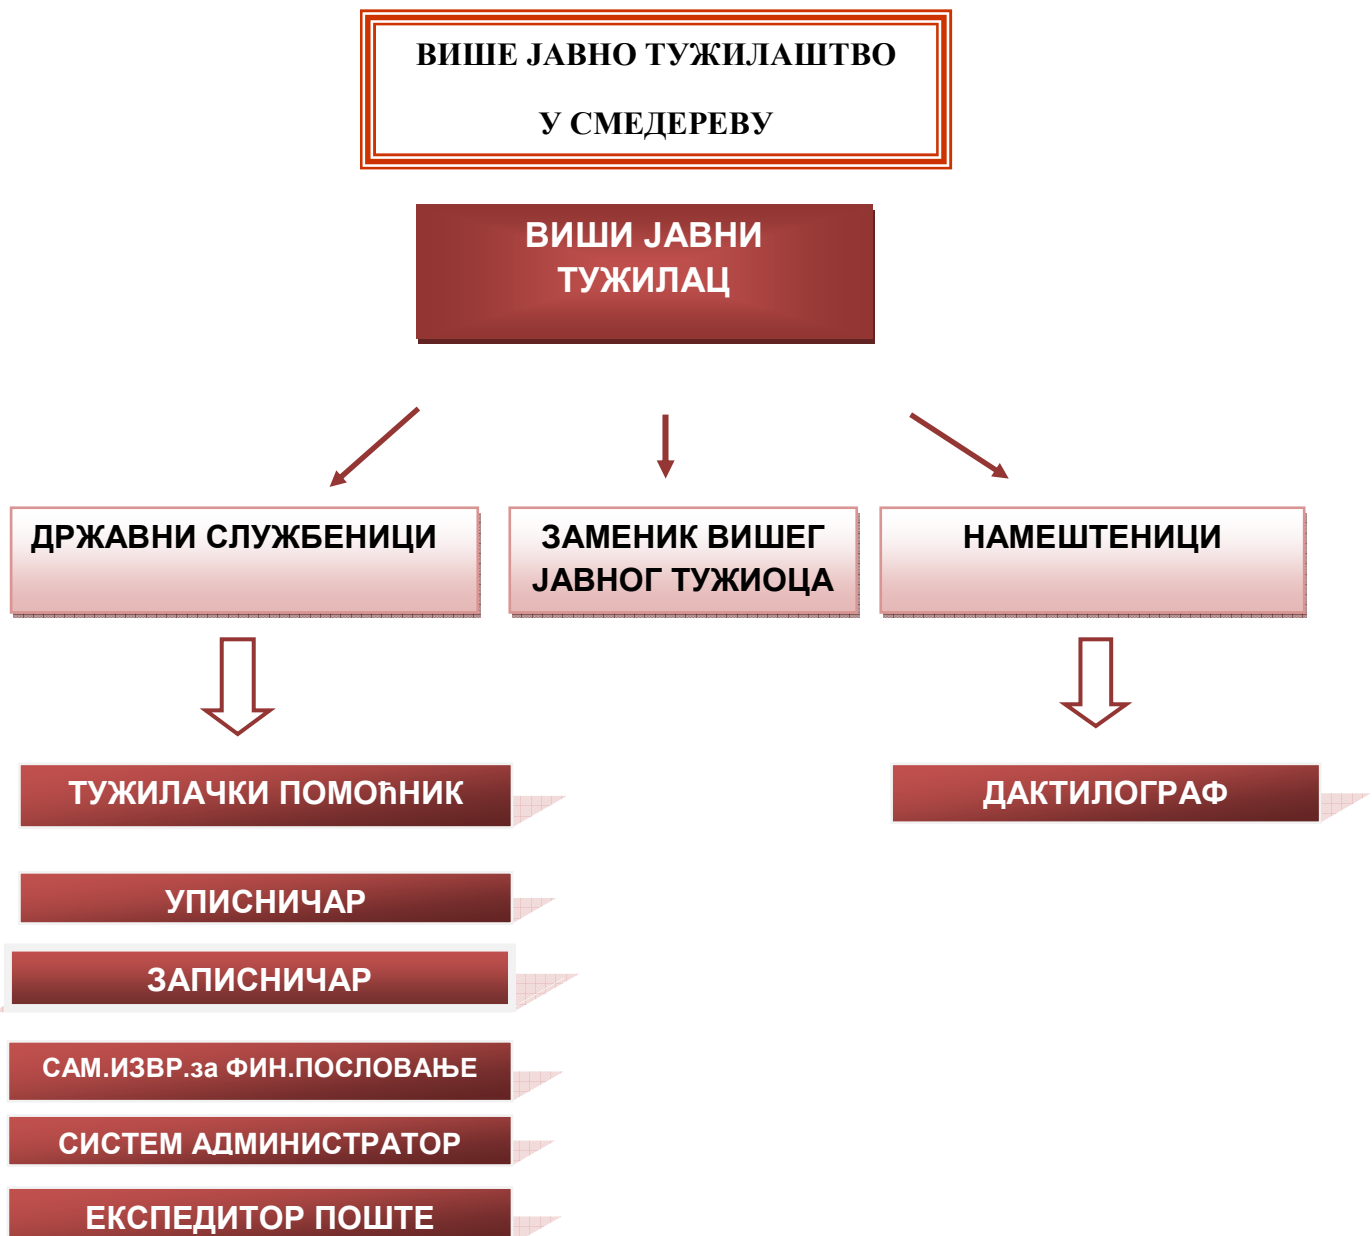 ВИШЕ ЈАВНО ТУЖИЛАШТВО
У СМЕДЕРЕВУ
ВИШИ ЈАВНИ
ТУЖИЛАЦ
ДРЖАВНИ СЛУЖБЕНИЦИ
ЗАМЕНИК ВИШЕГ
ЈАВНОГ ТУЖИОЦА
НАМЕШТЕНИЦИ
ТУЖИЛАЧКИ ПОМОћНИК
ДАКТИЛОГРАФ
УПИСНИЧАР
ЗАПИСНИЧАР
САМ.ИЗВР.за ФИН.ПОСЛОВАЊЕ
СИСТЕМ АДМИНИСТРАТОР
ЕКСПЕДИТОР ПОШТЕ